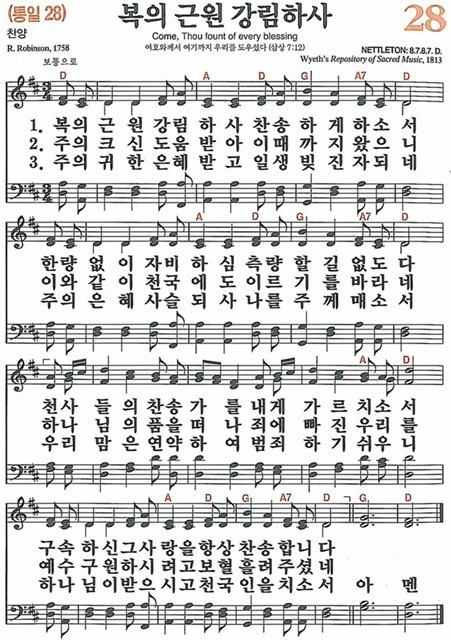 (통일 28) 복의 근원 강림하사 28
찬양 Come, Thou fount of every blessing
R. Robinson, 1758 여호와께서 여기까지 우리를 도우셨다 (삼상 7:12) NETTLETON: 8.7.8.7. D.
Wyeth's Repository of Sacred Music, 1813
보통으로
D A D G A7 D
1. 복의 근원 강림 하 사 찬송 하 게 하소 서
2. 주의 크 신 도움 받 아 이때 까 지 왔으 니
3. 주의 귀 한 은혜 받 고 일생 빚 진 자되 네
A D G A7 D
한량 없 이 자비 하 심 측량 할 길 없도 다
이와 같 이 천국 에 도 이르 기 를 바라 네
주의 은 혜 사슬 되 사 나를 주 께 매소 서
A D
천사 들 의 찬송 가 를 내게 가 르치 소서
하나 님의 품을 떠 나 죄에 빠 진 우리 를
우리 맘 은 연약 하 여 범죄 하 기 쉬우 니
A D G A7 D G D
구속 하 신 그사 랑 을 항상 찬송 합니 다
예수 구 원하 시 려고 보혈 흘려 주셨 네
하나 님 이 받으 시 고 천국 인을 치소 서 아 멘